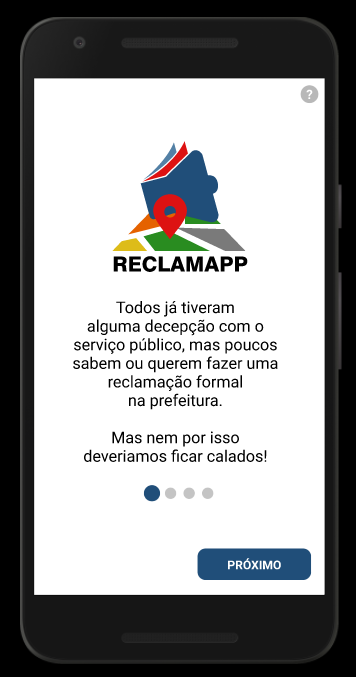 ?
RECLAMAPP
Todos já tiveram
alguma decepção com o
serviço público, mas poucos
sabem ou querem fazer uma
reclamação formal
na prefeitura.
Mas nem por isso
deveriamos ficar calados!
PRÓXIMO